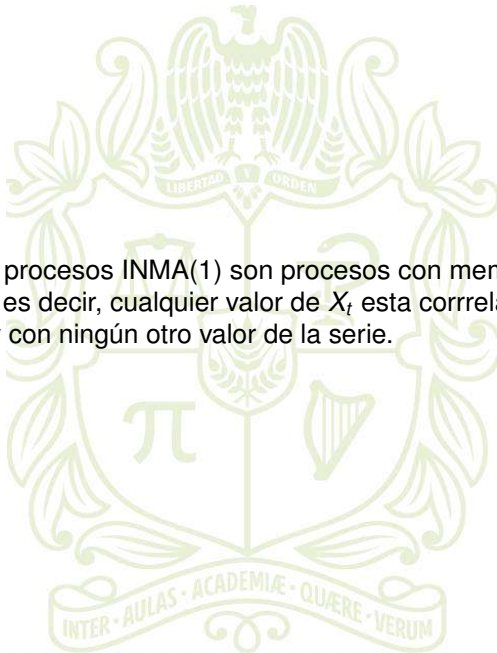 LIBERTAD Y ORDEN
procesos INMA(1) son procesos con men
es decir, cualquier valor de Xt esta corrrela
con ningún otro valor de la serie.
π
INTER - AULAS - ACADEMIÆ - QUÆRE - VERUM